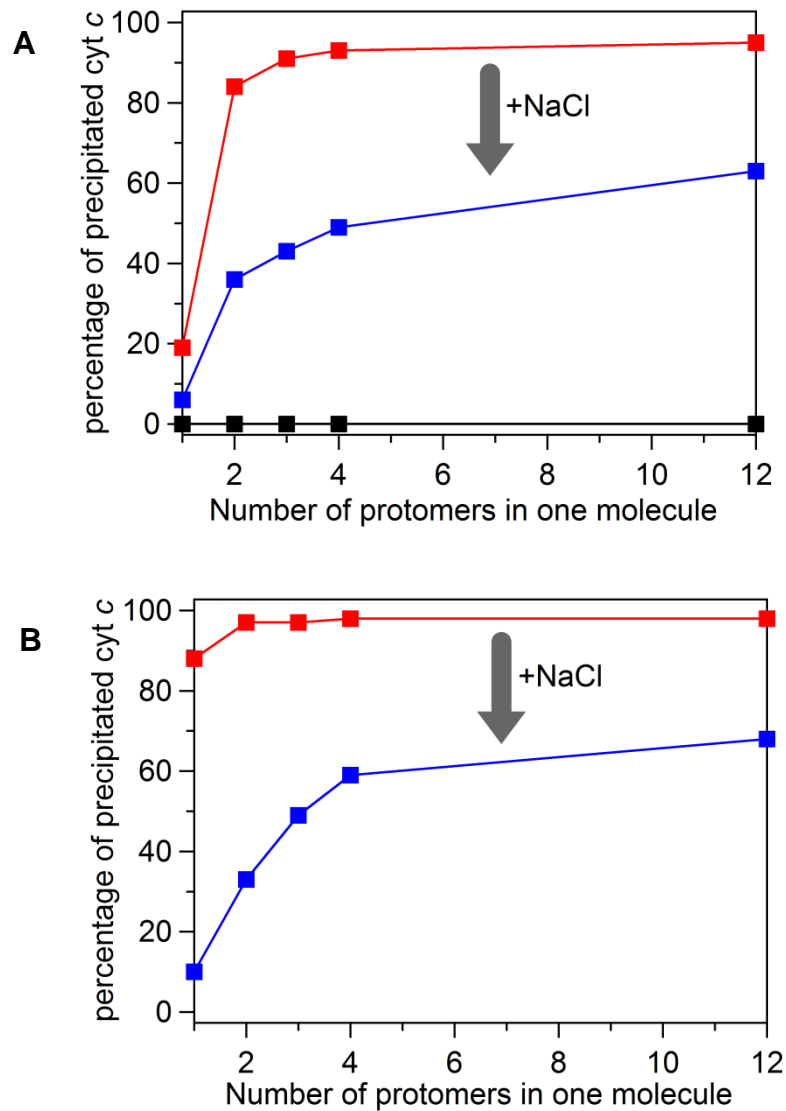 A
percentage of precipitated cyt c
100
80
60
40
20
0
+NaCl
2 4 6 8 10 12
Number of protomers in one molecule
B
percentage of precipitated cyt c
100
80
60
40
20
0
+NaCl
2 4 6 8 10 12
Number of protomers in one molecule